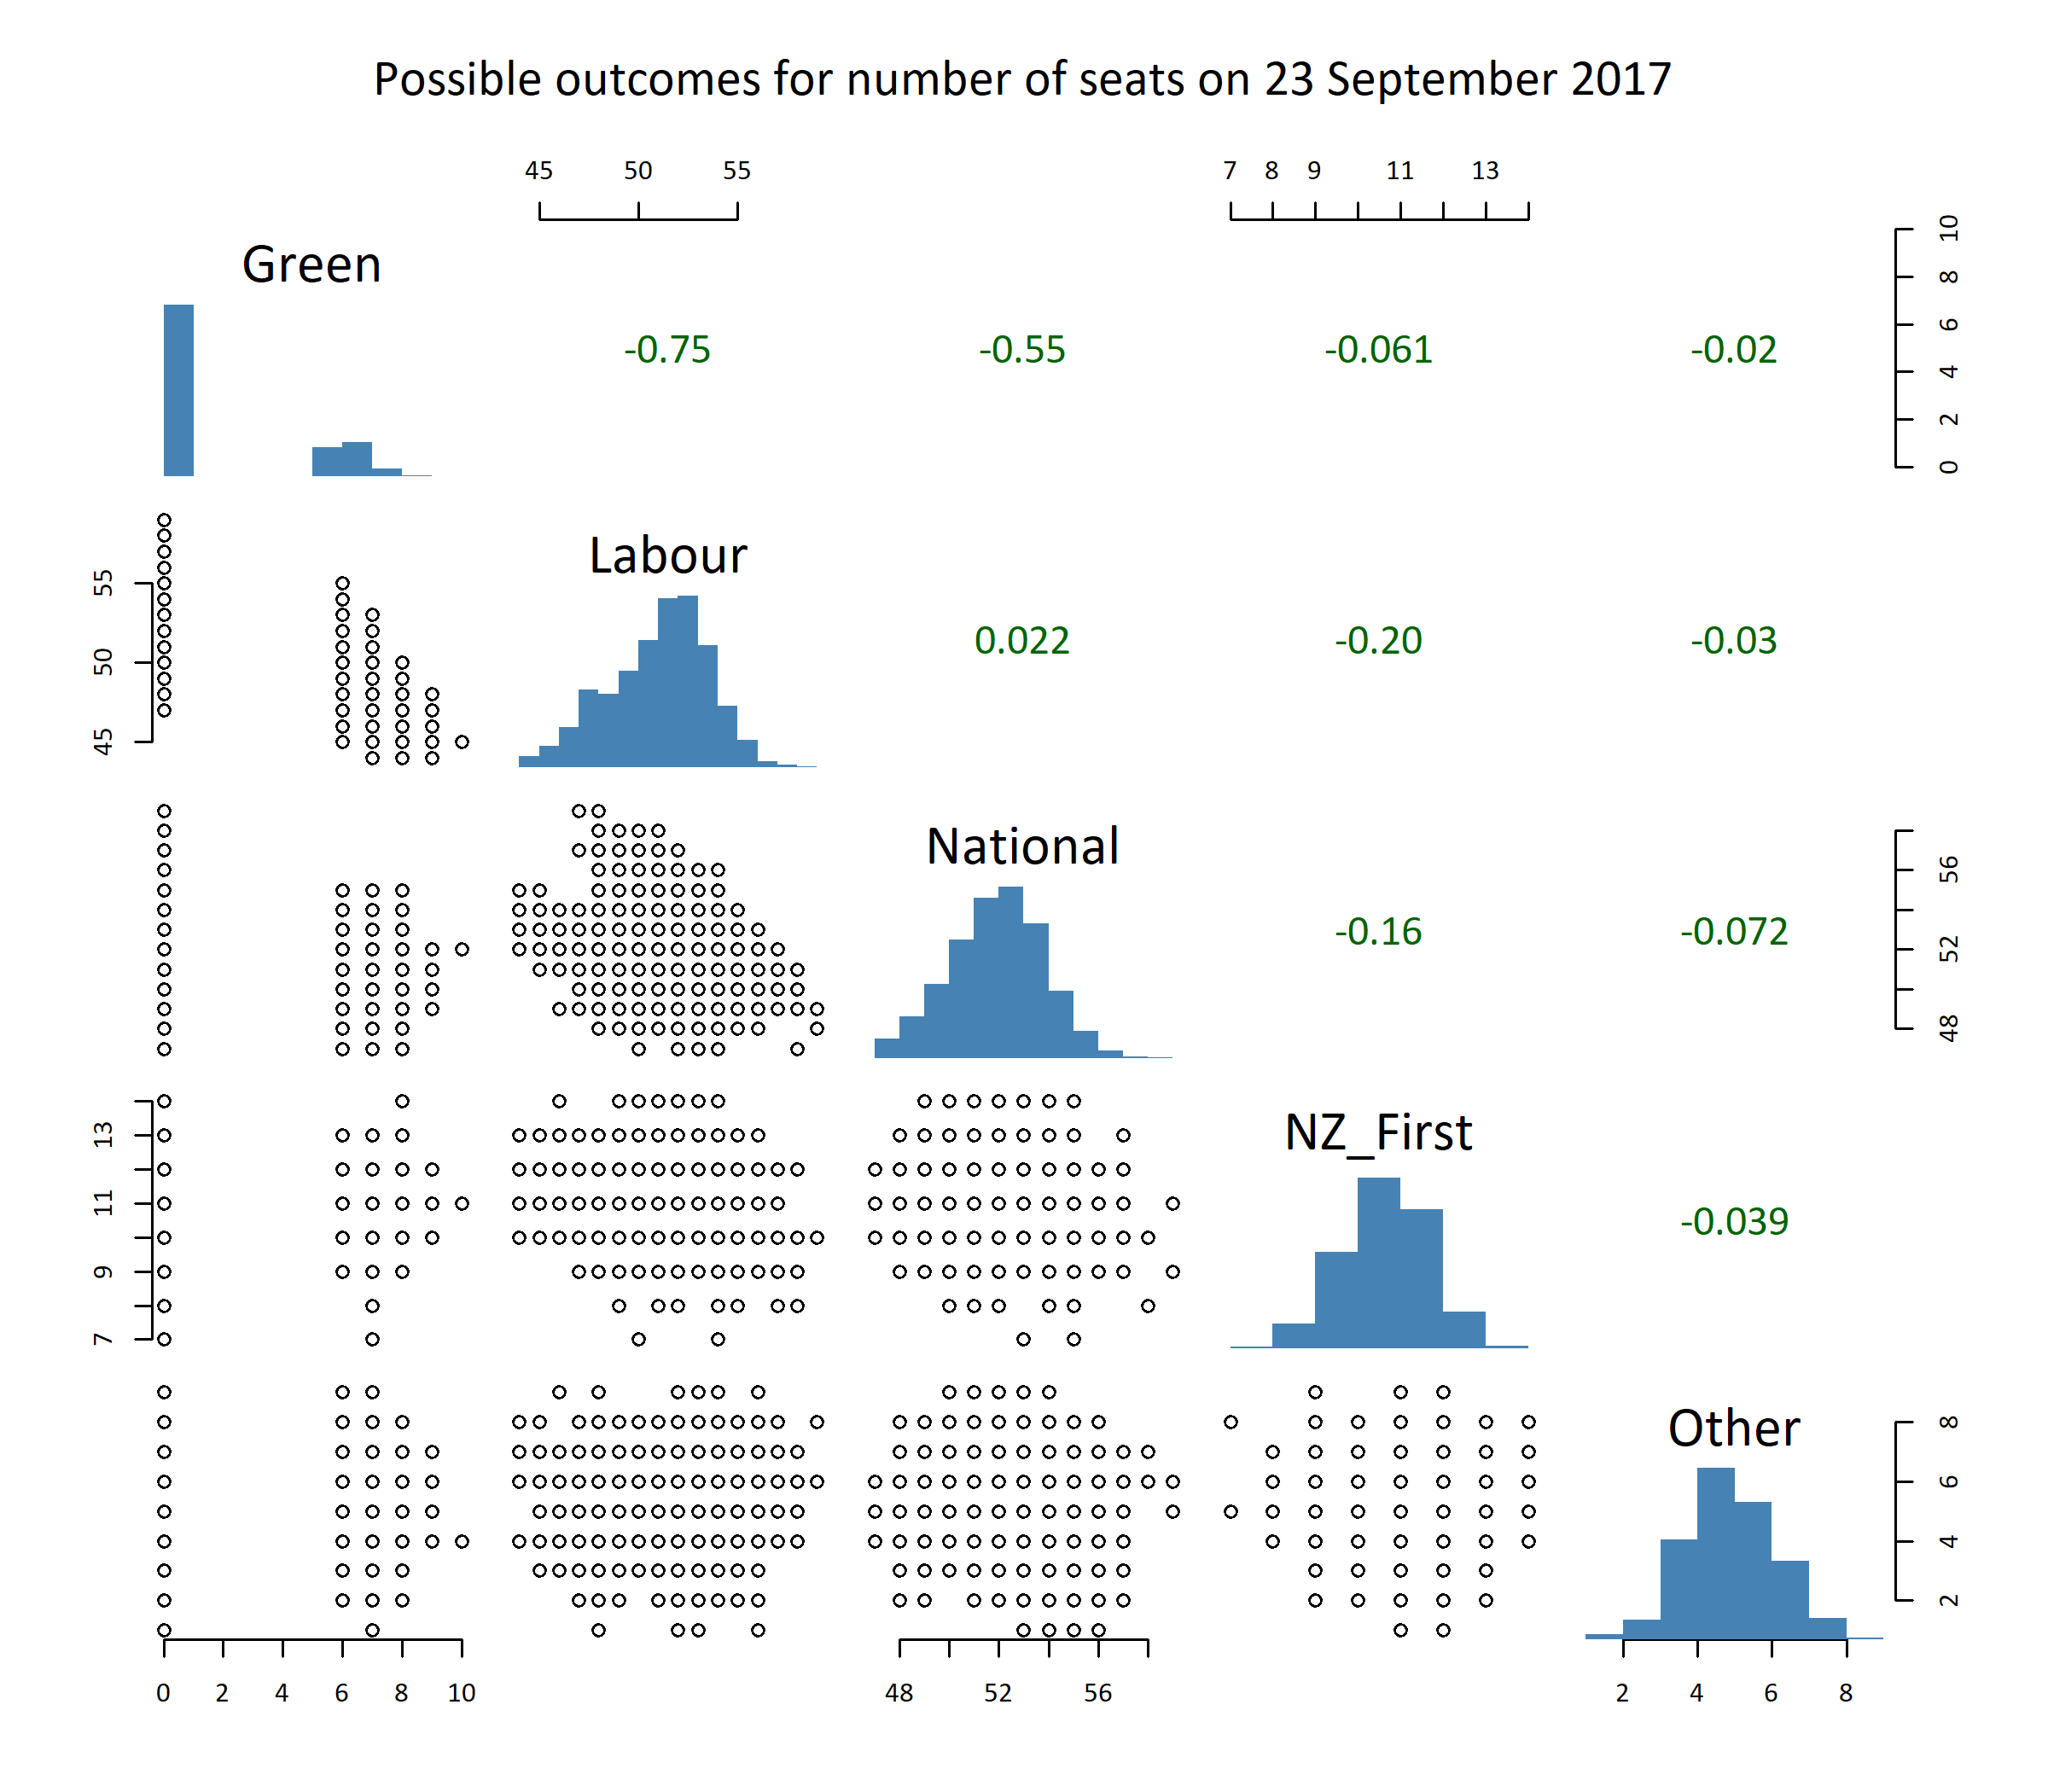 Possible outcomes for number of seats on 23 September 2017
45 50 55
7 8 9 11 13
Green
-0.75 -0.55 -0.061 -0.02
0 2 4 6 8 10
45 50 55
Labour
0.022 -0.20 -0.03
National
-0.16 -0.072
48 52 56
7 9 11 13
NZ_First
-0.039
Other
2 4 6 8
0 2 4 6 8 10
48 52 56
2 4 6 8